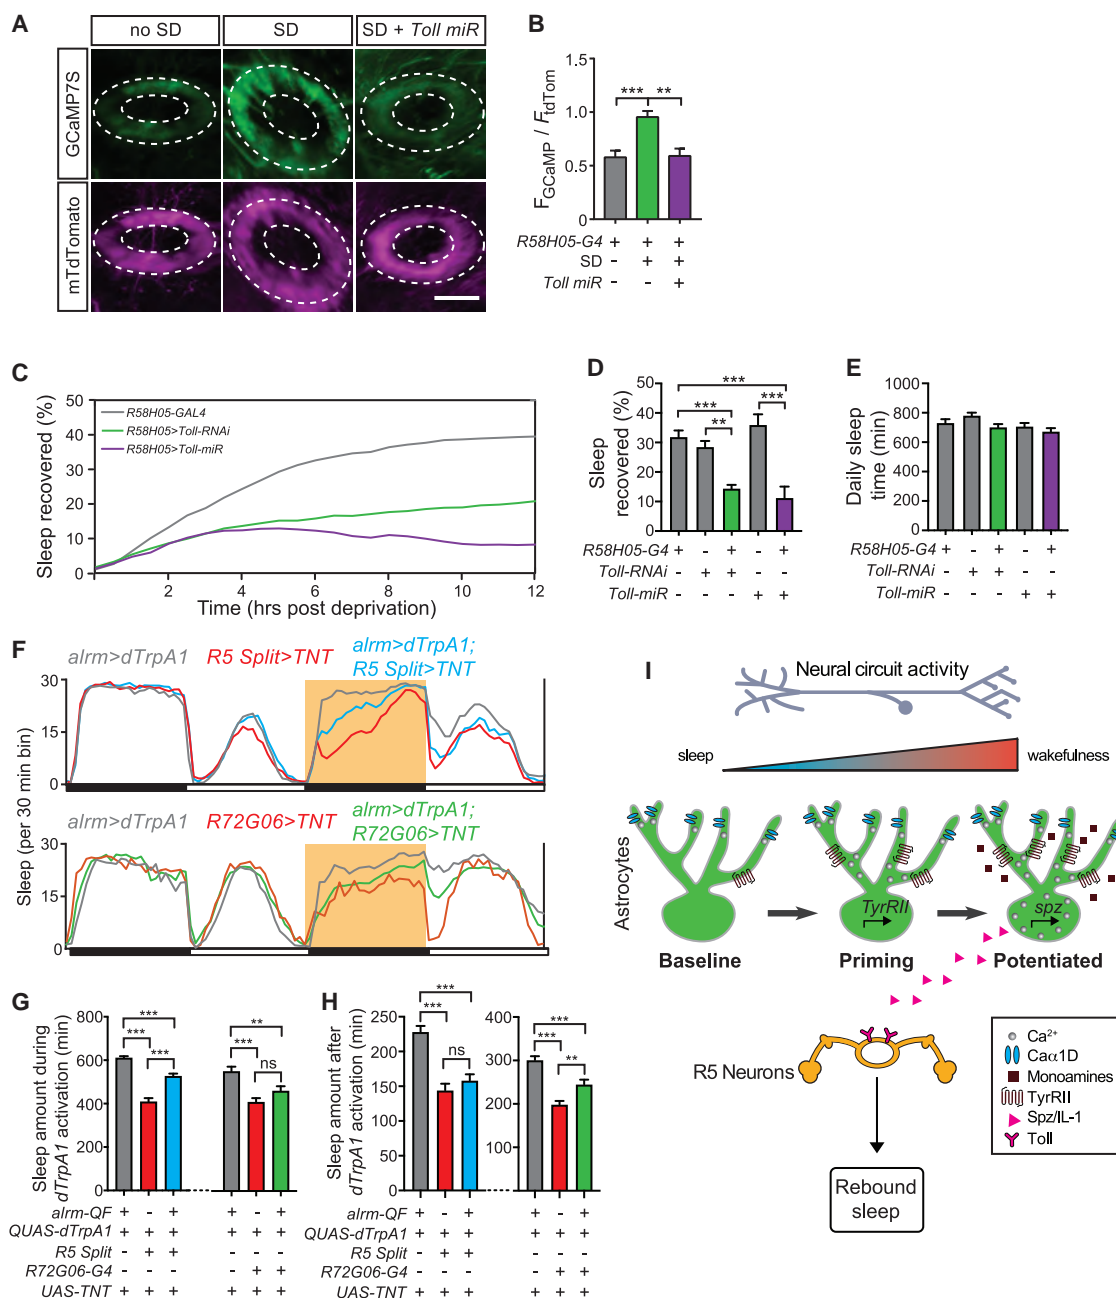 A
no SD
SD
SD + Toll miR
GCaMP7S
mTdTomato
B
F_GCaMP / F_tdTom
1.5
1.0
0.5
0
*** **
R58H05-G4 + + +
SD - + +
Toll miR - - +
C
Sleep recovered (%)
50
40
30
20
10
0
R58H05-GAL4
R58H05>Toll-RNAi
R58H05>Toll-miR
2 4 6 8 10 12
Time (hrs post deprivation)
D
Sleep
recovered (%)
50
40
30
20
10
0
***
*** ***
**
R58H05-G4 + - + - +
Toll-RNAi - + + - -
Toll-miR - - - + +
E
Daily sleep
time (min)
1000
800
600
400
200
0
R58H05-G4 + - + - +
Toll-RNAi - + + - -
Toll-miR - - - + +
F
alrm>dTrpA1
R5 Split>TNT
alrm>dTrpA1;
R5 Split>TNT
30
15
0
Sleep (per 30 min bin)
alrm>dTrpA1
R72G06>TNT
alrm>dTrpA1;
R72G06>TNT
30
15
0
G
Sleep amount during
dTrpA1 activation (min)
800
600
400
200
0
***
*** ***
**
*** ns
alrm-QF + - + + - +
QUAS-dTrpA1 + + + + + +
R5 Split - + + - - -
R72G06-G4 - - - - + +
UAS-TNT + + + + + +
H
Sleep amount after
dTrpA1 activation (min)
250
200
150
100
50
0
***
***
ns
400
300
200
100
0
***
***
**
alrm-QF + - + + - +
QUAS-dTrpA1 + + + + + +
R5 Split - + + - - -
R72G06-G4 - - - - + +
UAS-TNT + + + + + +
I
Neural circuit activity
sleep
wakefulness
Astrocytes
TyrRII
spz
Baseline
Priming
Potentiated
R5 Neurons
Rebound
sleep
Ca2+
Caα1D
Monoamines
TyrRII
Spz/IL-1
Toll